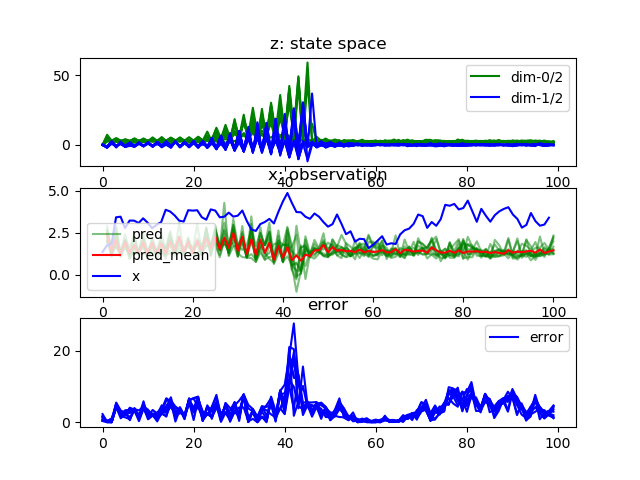 z: state space
50
0
dim-0/2
dim-1/2
0 20 40 60 80 100
x:observation
5.0
2.5
0.0
pred
pred_mean
x
0 20 40 60 80 100
error
20
0
error
0 20 40 60 80 100